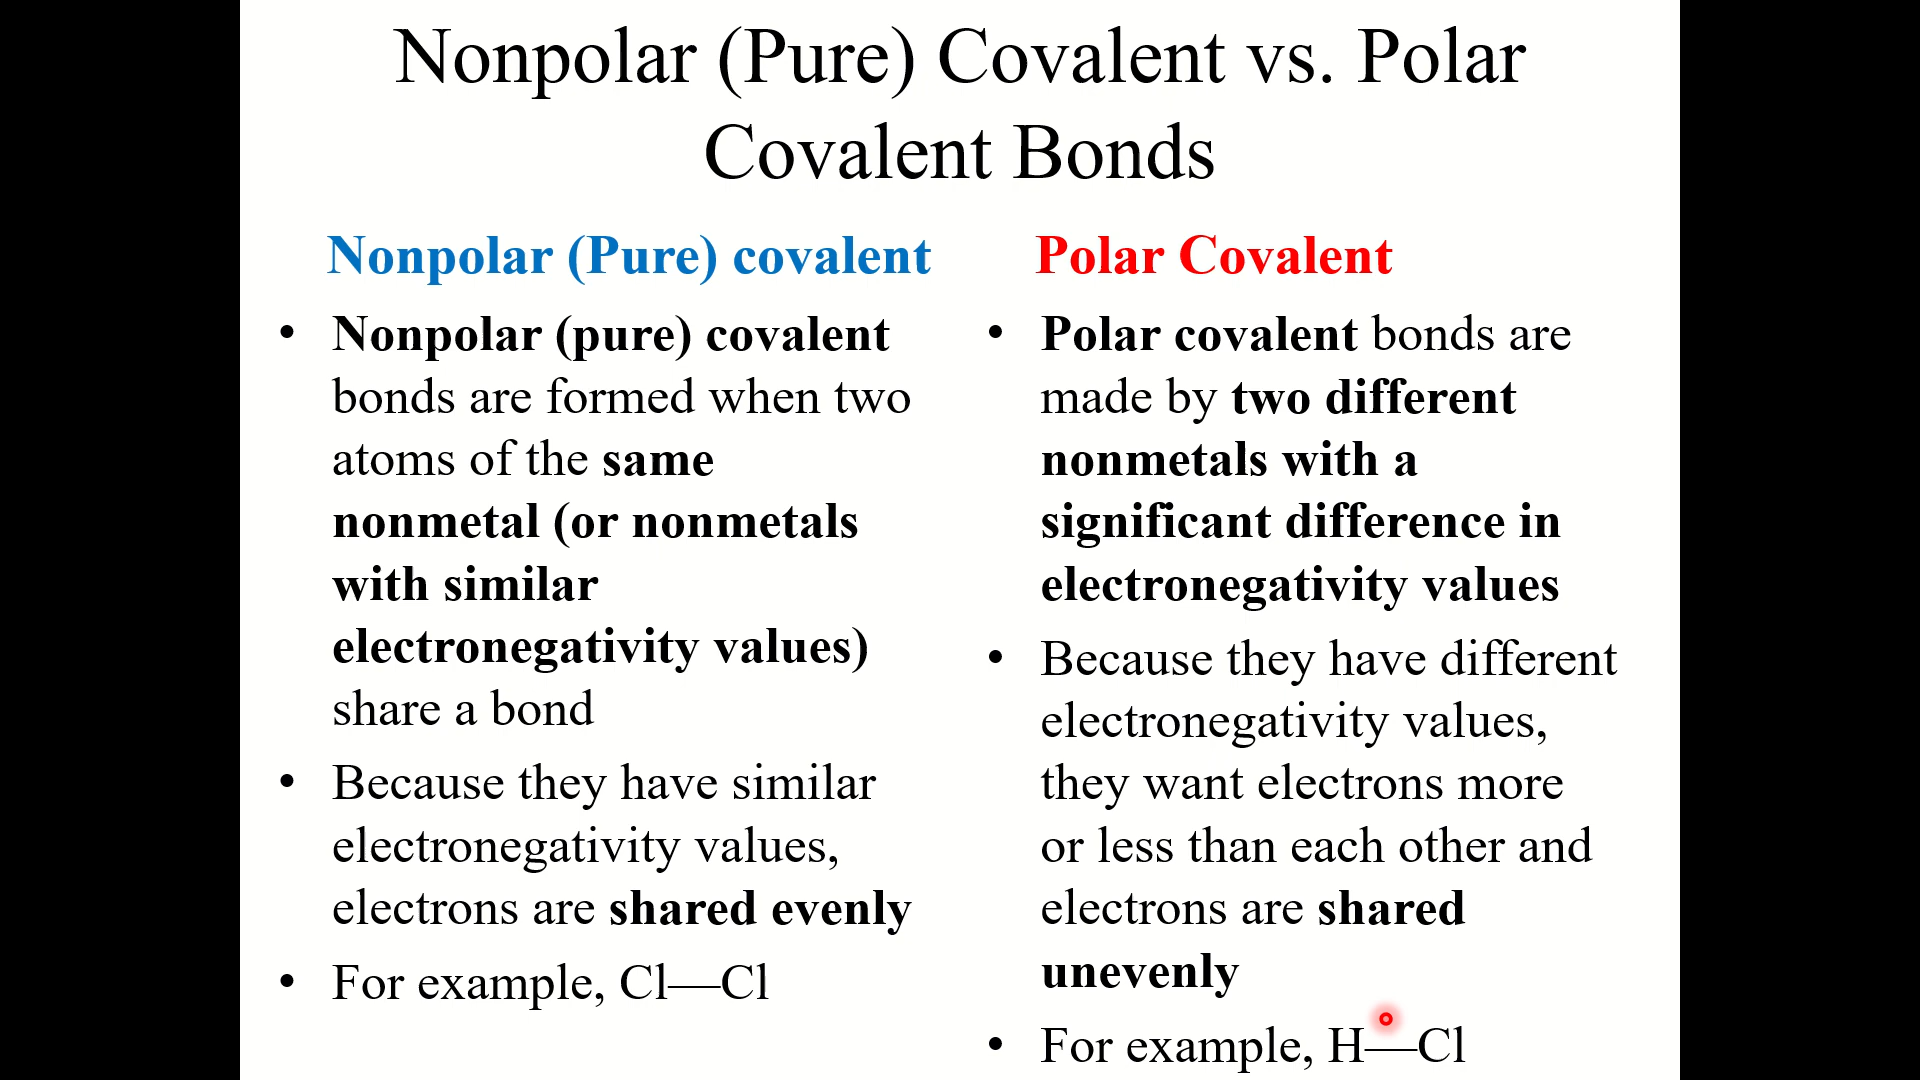 Nonpolar (Pure) Covalent vs. Polar
Covalent Bonds
Nonpolar (Pure) covalent
• Nonpolar (pure) covalent
bonds are formed when two
atoms of the same
nonmetal (or nonmetals
with similar
electronegativity values)
share a bond
• Because they have similar
electronegativity values,
electrons are shared evenly
• For example, Cl—Cl
Polar Covalent
• Polar covalent bonds are
made by two different
nonmetals with a
significant difference in
electronegativity values
• Because they have different
electronegativity values,
they want electrons more
or less than each other and
electrons are shared
unevenly
• For example, H—Cl